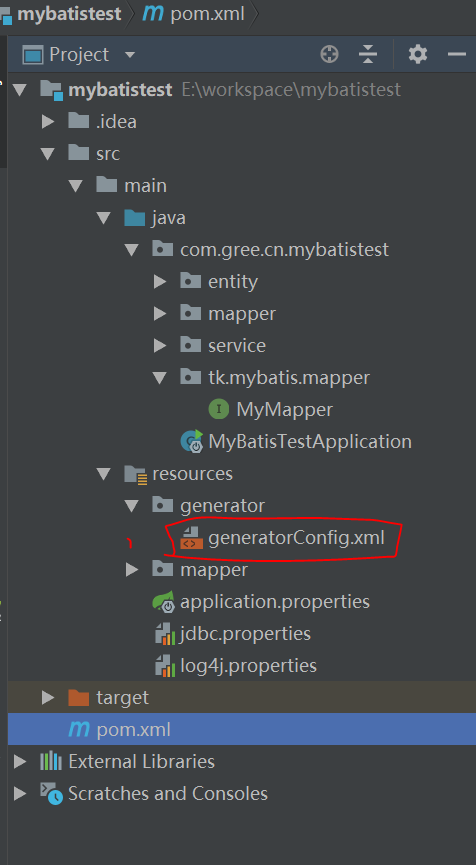 mybatistest pom.xml
Project
mybatistest E:\workspace\mybatistest
.idea
src
main
java
com.gree.cn.mybatistest
entity
mapper
service
tk.mybatis.mapper
I MyMapper
MyBatisTestApplication
resources
generator
generatorConfig.xml
mapper
application.properties
jdbc.properties
log4j.properties
target
pom.xml
External Libraries
Scratches and Consoles